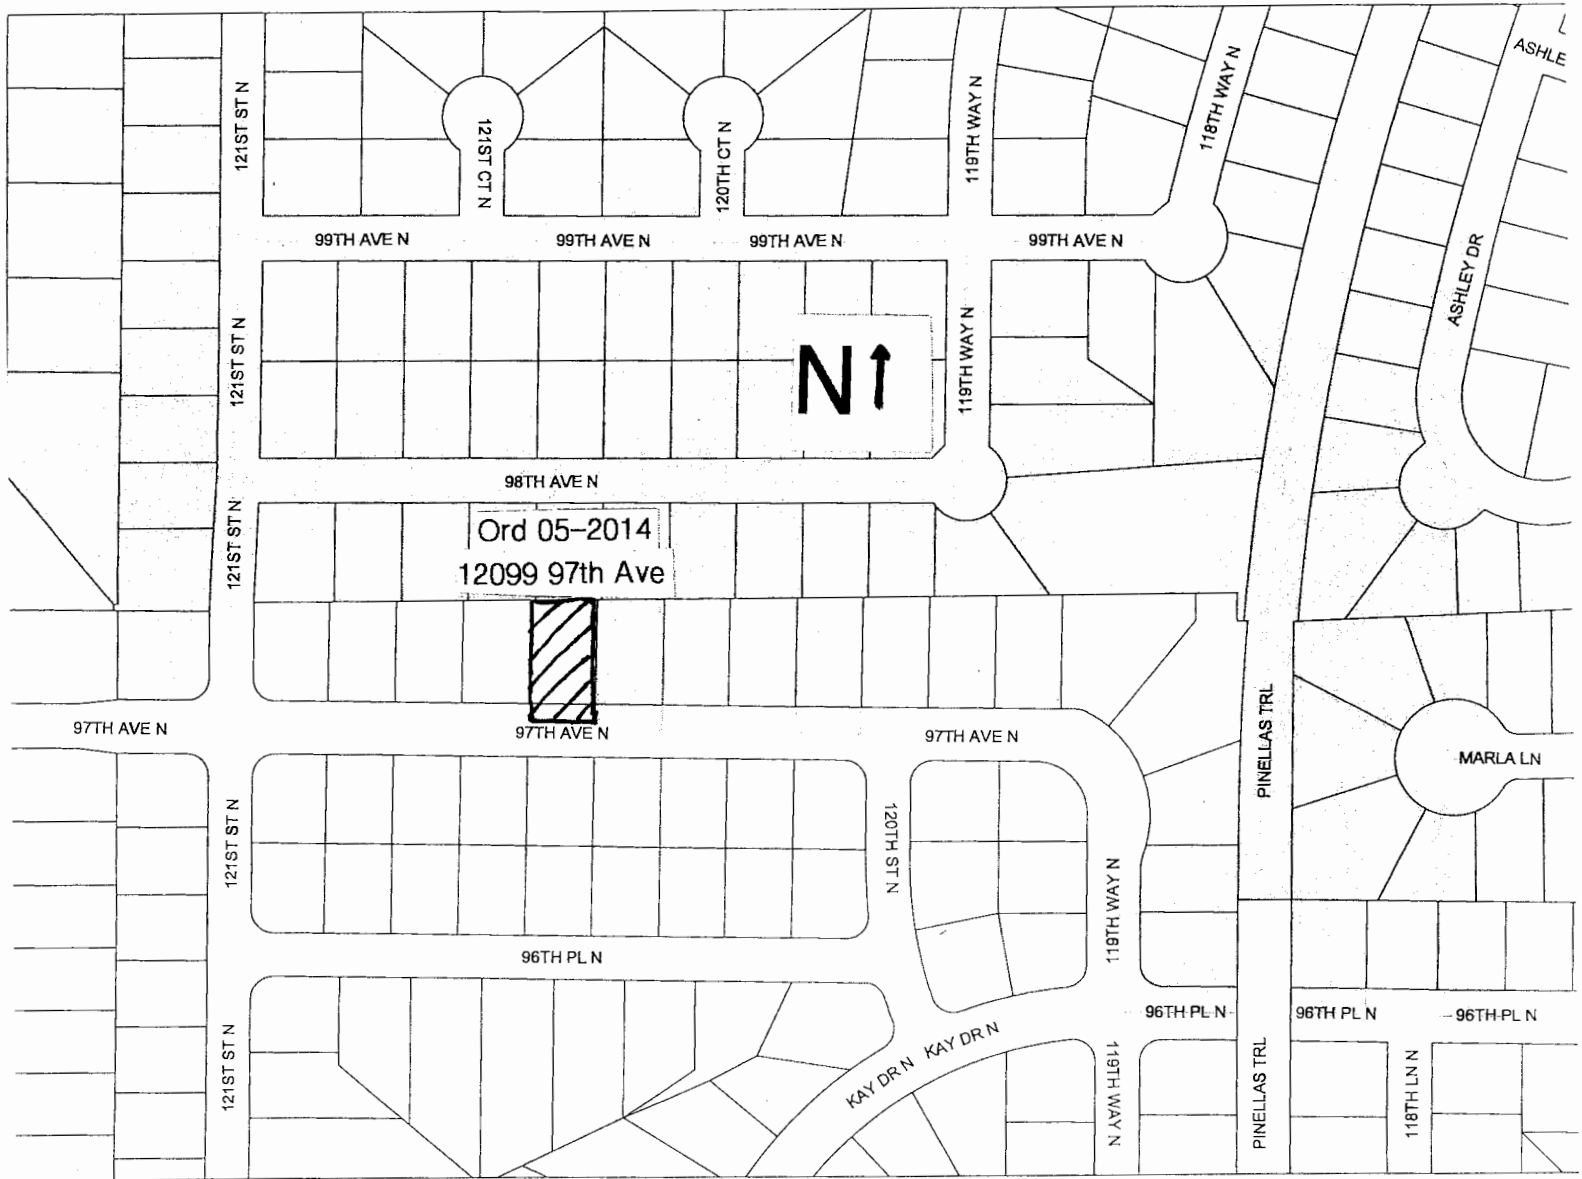 ASHLE
121ST ST N
121ST CT N
120TH CT N
119TH WAY N
118TH WAY N
99TH AVE N
99TH AVE N
99TH AVE N
99TH AVE N
ASHLEY DR
121ST ST N
N
119TH WAY N
98TH AVE N
121ST ST N
Ord 05-2014
12099 97th Ave
97TH AVE N
97TH AVE N
97TH AVE N
PINELLAS TRL
MARLA LN
121ST ST N
120TH ST N
119TH WAY N
96TH PL N
96TH PL N
96TH PL N
96TH PL N
KAY DR N
KAY DR N
121ST ST N
119TH WAY N
PINELLAS TRL
118TH LN N